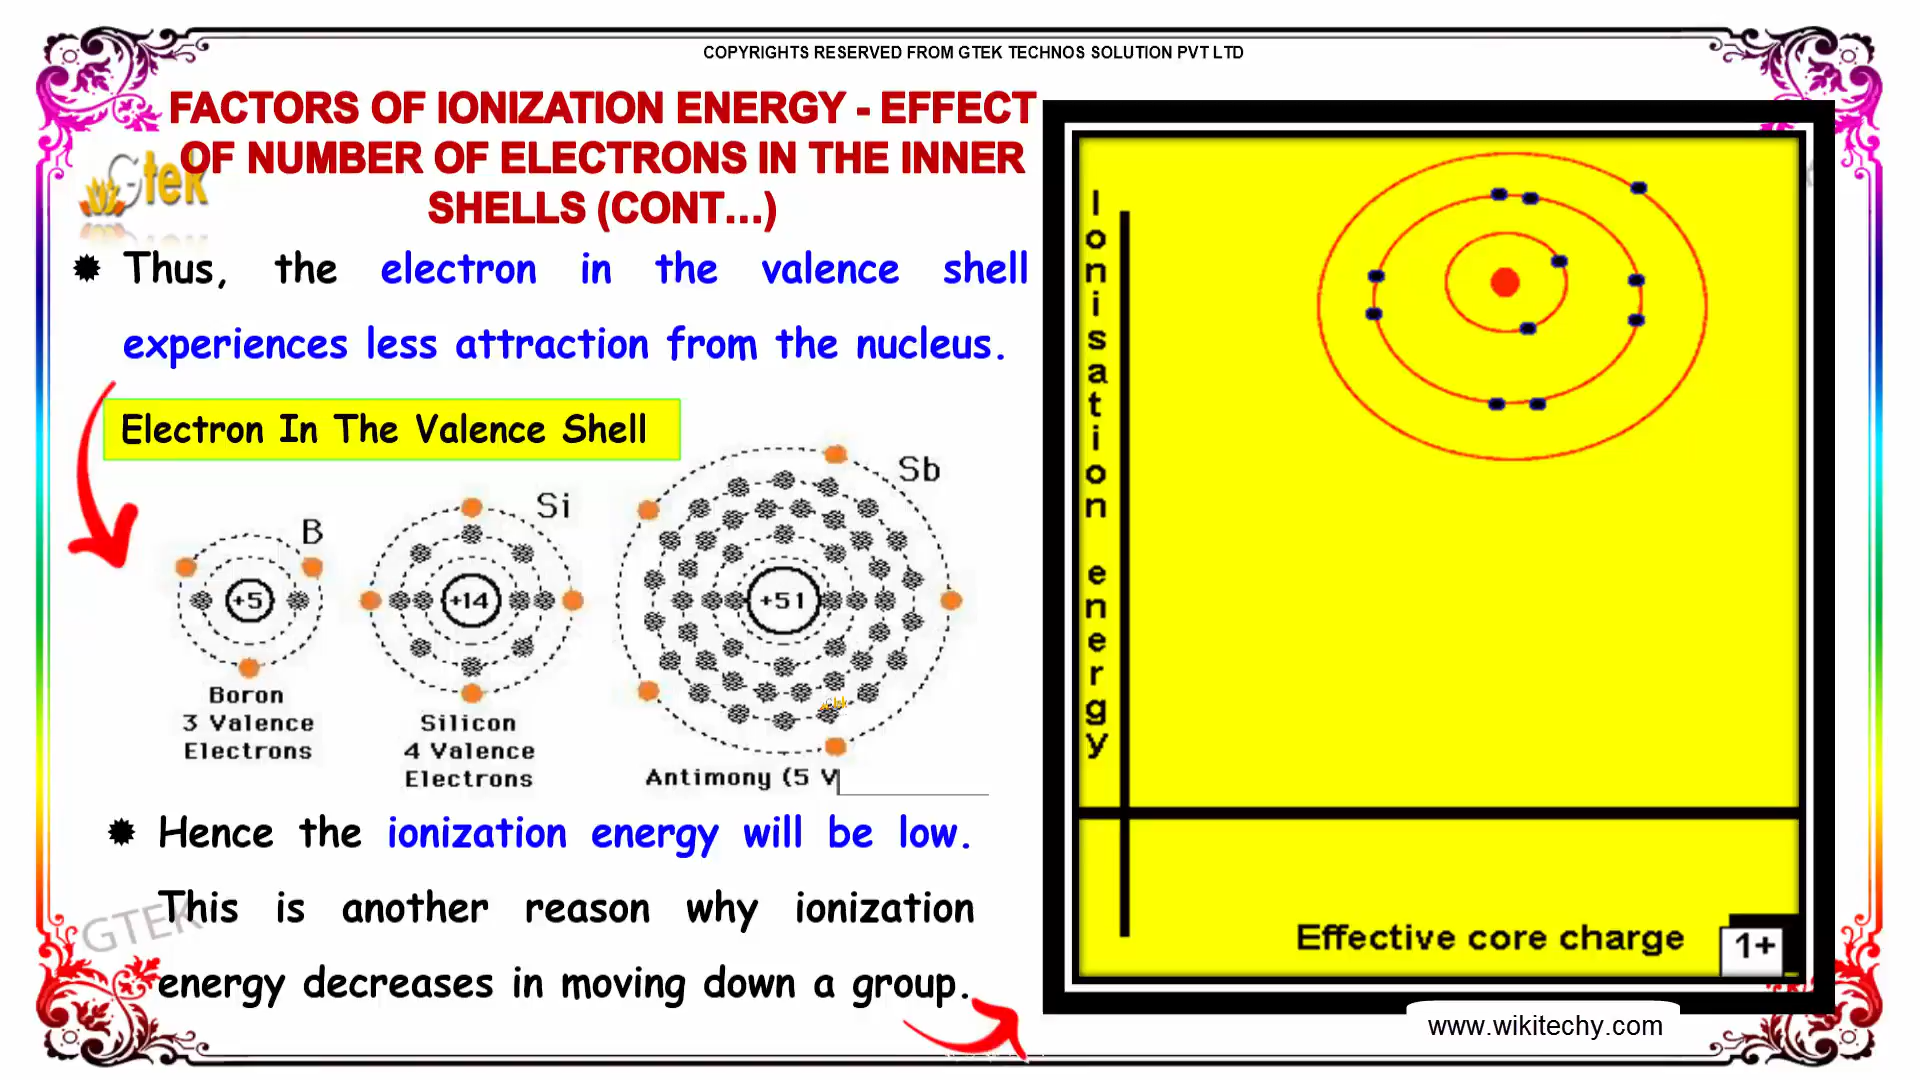 COPYRIGHTS RESERVED FROM GTEK TECHNOS SOLUTION PVT LTD
FACTORS OF IONIZATION ENERGY - EFFECT
OF NUMBER OF ELECTRONS IN THE INNER
SHELLS (CONT...)
Gtek
Thus, the electron in the valence shell
experiences less attraction from the nucleus.
Electron In The Valence Shell
B
Si
Sb
+5
+14
+51
Boron
3 Valence
Electrons
Silicon
4 Valence
Electrons
Antimony (5 V
Hence the ionization energy will be low.
This is another reason why ionization
energy decreases in moving down a group.
GTEK
Ionisation energy
Effective core charge
1+
www.wikitechy.com